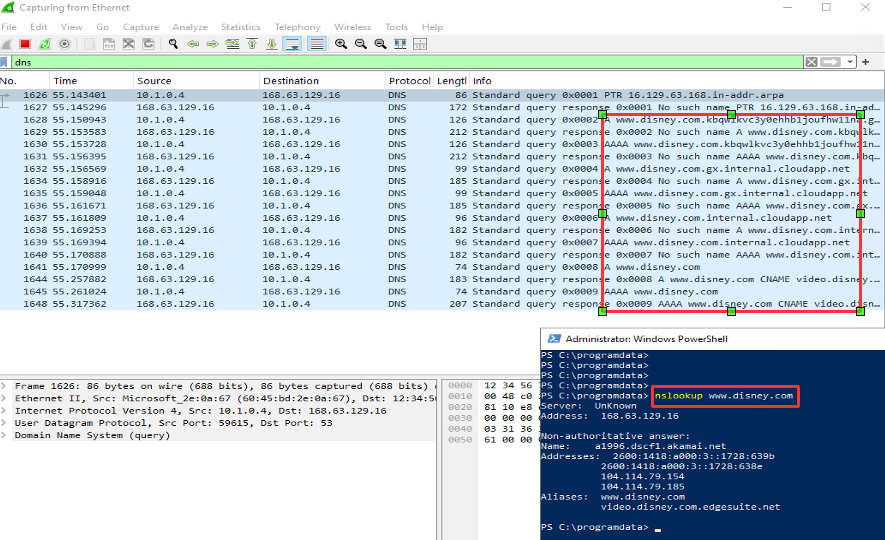 Capturing from Ethernet
File Edit View Go Capture Analyze Statistics Telephony Wireless Tools Help
dns
No. Time Source Destination Protocol Lengtl Info
1626 55.143401 10.1.0.4 168.63.129.16 DNS 86 Standard query 0x0001 PTR 16.129.63.168.in-addr.arpa
1627 55.145296 168.63.129.16 10.1.0.4 DNS 172 Standard query response 0x0001 No such name PTR 16.129.63.168.in-ad…
1628 55.150943 10.1.0.4 168.63.129.16 DNS 126 Standard query 0x0002 A
1629 55.153583 168.63.129.16 10.1.0.4 DNS 212 Standard query response 0x0002 No such name A www.disney.com.kbqwlk…
1630 55.153728 10.1.0.4 168.63.129.16 DNS 126 Standard query 0x0003 AAAA
1631 55.156395 168.63.129.16 10.1.0.4 DNS 212 Standard query response 0x0003 No such name AAAA www.disney.com.kbq…
1632 55.156569 10.1.0.4 168.63.129.16 DNS 99 Standard query 0x0004 A www.disney.com.gx.internal.cloudapp.net
1634 55.158916 168.63.129.16 10.1.0.4 DNS 185 Standard query response 0x0004 No such name A www.disney.com.gx.int…
1635 55.159048 10.1.0.4 168.63.129.16 DNS 99 Standard query 0x0005 AAAA www.disney.com.gx.internal.cloudapp.net
1636 55.161671 168.63.129.16 10.1.0.4 DNS 185 Standard query response 0x0005 No such name AAAA www.disney.com.gx.…
1637 55.161809 10.1.0.4 168.63.129.16 DNS 96 Standard query 0x0006 A www.disney.com.internal.cloudapp.net
1638 55.169253 168.63.129.16 10.1.0.4 DNS 182 Standard query response 0x0006 No such name A www.disney.com.intern…
1639 55.169394 10.1.0.4 168.63.129.16 DNS 96 Standard query 0x0007 AAAA www.disney.com.internal.cloudapp.net
1640 55.170888 168.63.129.16 10.1.0.4 DNS 182 Standard query response 0x0007 No such name AAAA www.disney.com.int…
1641 55.170999 10.1.0.4 168.63.129.16 DNS 74 Standard query 0x0008 A www.disney.com
1644 55.257882 168.63.129.16 10.1.0.4 DNS 183 Standard query response 0x0008 A www.disney.com CNAME video.disney…
1645 55.261024 10.1.0.4 168.63.129.16 DNS 74 Standard query 0x0009 AAAA www.disney.com
1648 55.317362 168.63.129.16 10.1.0.4 DNS 207 Standard query response 0x0009 AAAA www.disney.com CNAME video.disn…
Frame 1626: 86 bytes on wire (688 bits), 86 bytes captured (688 bits)
Ethernet II, Src: Microsoft_2e:0a:67 (60:45:bd:2e:0a:67), Dst: 12:34:56
Internet Protocol Version 4, Src: 10.1.0.4, Dst: 168.63.129.16
User Datagram Protocol, Src Port: 59615, Dst Port: 53
Domain Name System (query)
0000 12 34 56
0010 00 48 c0
0020 81 10 e8
0030 00 00 00
0040 03 31 36
0050 61 00 00
Administrator: Windows PowerShell
PS C:\programdata>
PS C:\programdata>
PS C:\programdata>
PS C:\programdata>
PS C:\programdata> nslookup www.disney.com
Server: UnKnown
Address: 168.63.129.16
Non-authoritative answer:
Name: a1996.dscf1.akamai.net
Addresses: 2600:1418:a000:3::1728:639b
2600:1418:a000:3::1728:638e
104.114.79.154
104.114.79.185
Aliases: www.disney.com
video.disney.com.edgesuite.net
PS C:\programdata>